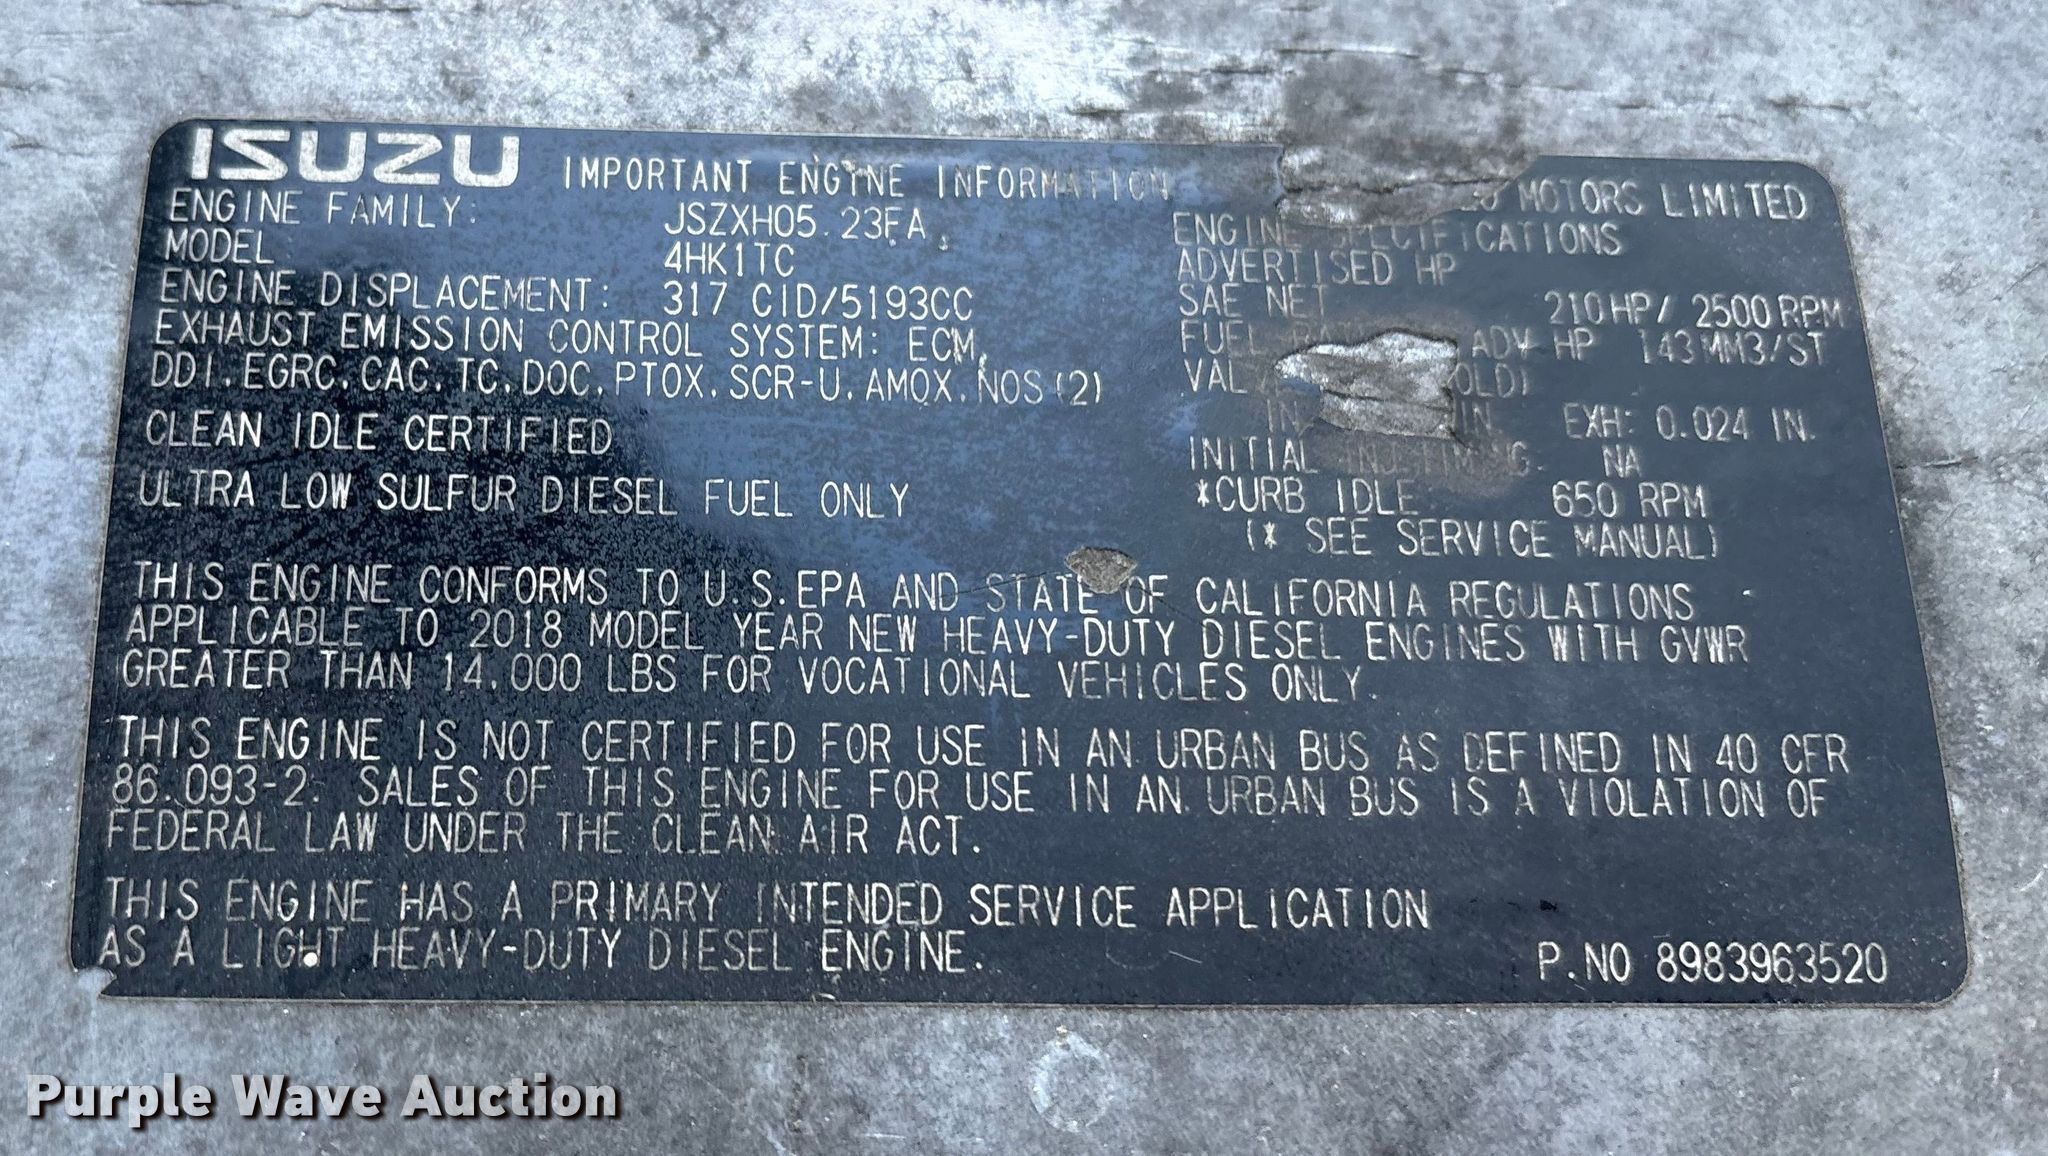 ISUZU IMPORTANT ENGINE INFORMATION MOTORS LIMITED
ENGINE FAMILY: JSZXH05.23FA
MODEL 4HK1TC
ENGINE DISPLACEMENT: 317 CID/5193CC
EXHAUST EMISSION CONTROL SYSTEM: ECM,
DDI, EGRC, CAC, TC, DOC, PTOX, SCR-U, AMOX, NOS(2)
CLEAN IDLE CERTIFIED
ULTRA LOW SULFUR DIESEL FUEL ONLY
ENGINE SPECIFICATIONS
ADVERTISED HP
SAE NET 210HP/ 2500RPM
FUEL ADV HP 143MM3/ST
EXH: 0.024 IN.
INITIAL INJ. TIMING. NA
*CURB IDLE 650 RPM
(* SEE SERVICE MANUAL)
THIS ENGINE CONFORMS TO U.S.EPA AND STATE OF CALIFORNIA REGULATIONS
APPLICABLE TO 2018 MODEL YEAR NEW HEAVY-DUTY DIESEL ENGINES WITH GVWR
GREATER THAN 14,000 LBS FOR VOCATIONAL VEHICLES ONLY.
THIS ENGINE IS NOT CERTIFIED FOR USE IN AN URBAN BUS AS DEFINED IN 40 CFR
86.093-2. SALES OF THIS ENGINE FOR USE IN AN URBAN BUS IS A VIOLATION OF
FEDERAL LAW UNDER THE CLEAN AIR ACT.
THIS ENGINE HAS A PRIMARY INTENDED SERVICE APPLICATION
AS A LIGHT HEAVY-DUTY DIESEL ENGINE.
P.NO 8983963520
Purple Wave Auction